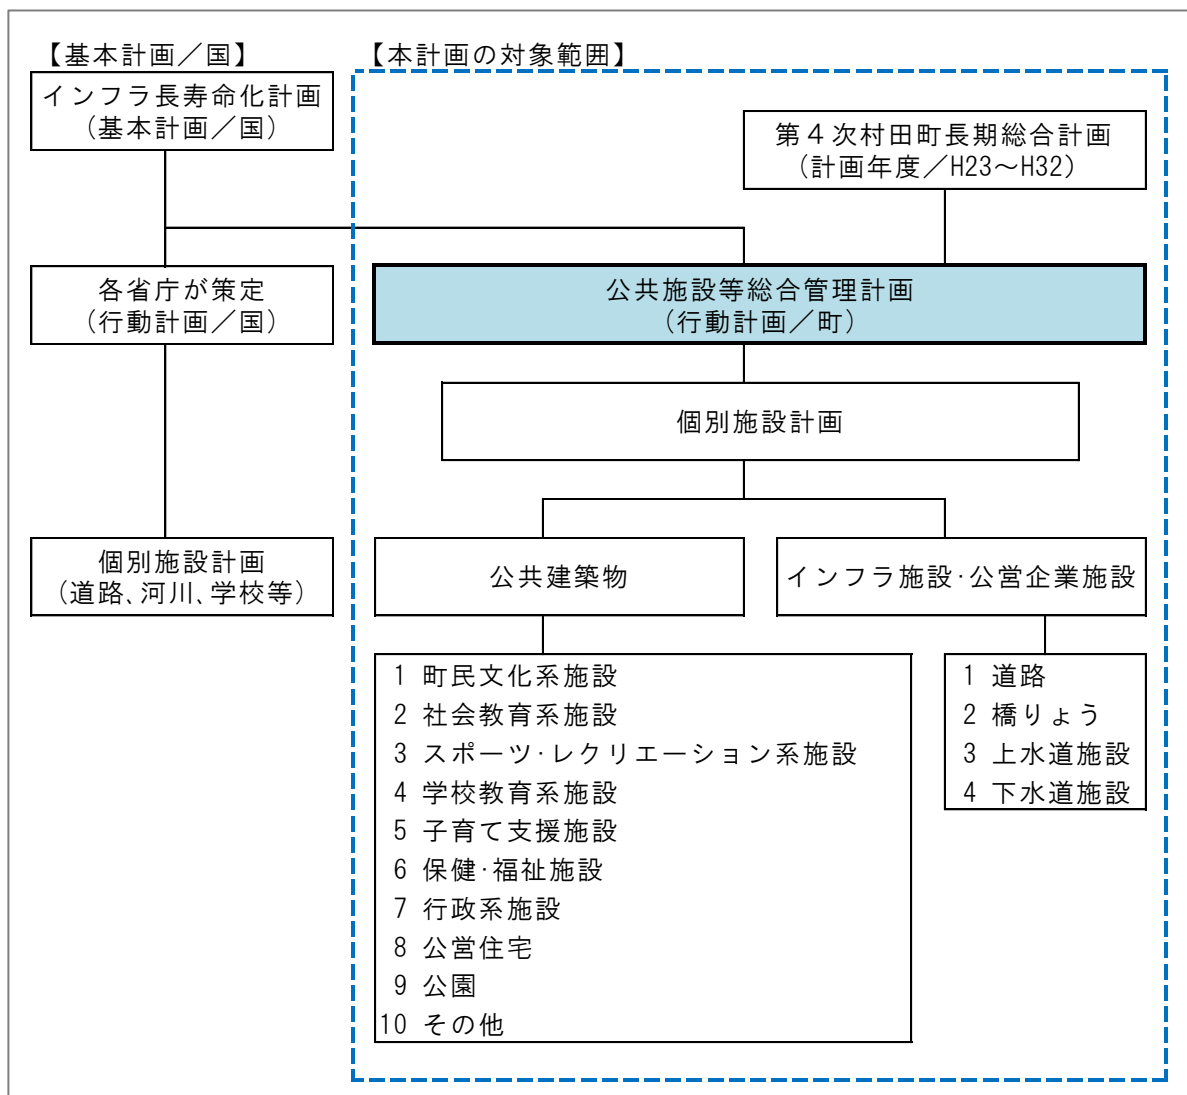 【基本計画／国】
インフラ長寿命化計画
（基本計画／国）
各省庁が策定
（行動計画／国）
個別施設計画
（道路、河川、学校等）
【本計画の対象範囲】
第４次村田町長期総合計画
（計画年度／H23～H32）
公共施設等総合管理計画
（行動計画／町）
個別施設計画
公共建築物
1 町民文化系施設
2 社会教育系施設
3 スポーツ・レクリエーション系施設
4 学校教育系施設
5 子育て支援施設
6 保健・福祉施設
7 行政系施設
8 公営住宅
9 公園
10 その他
インフラ施設・公営企業施設
1 道路
2 橋りょう
3 上水道施設
4 下水道施設